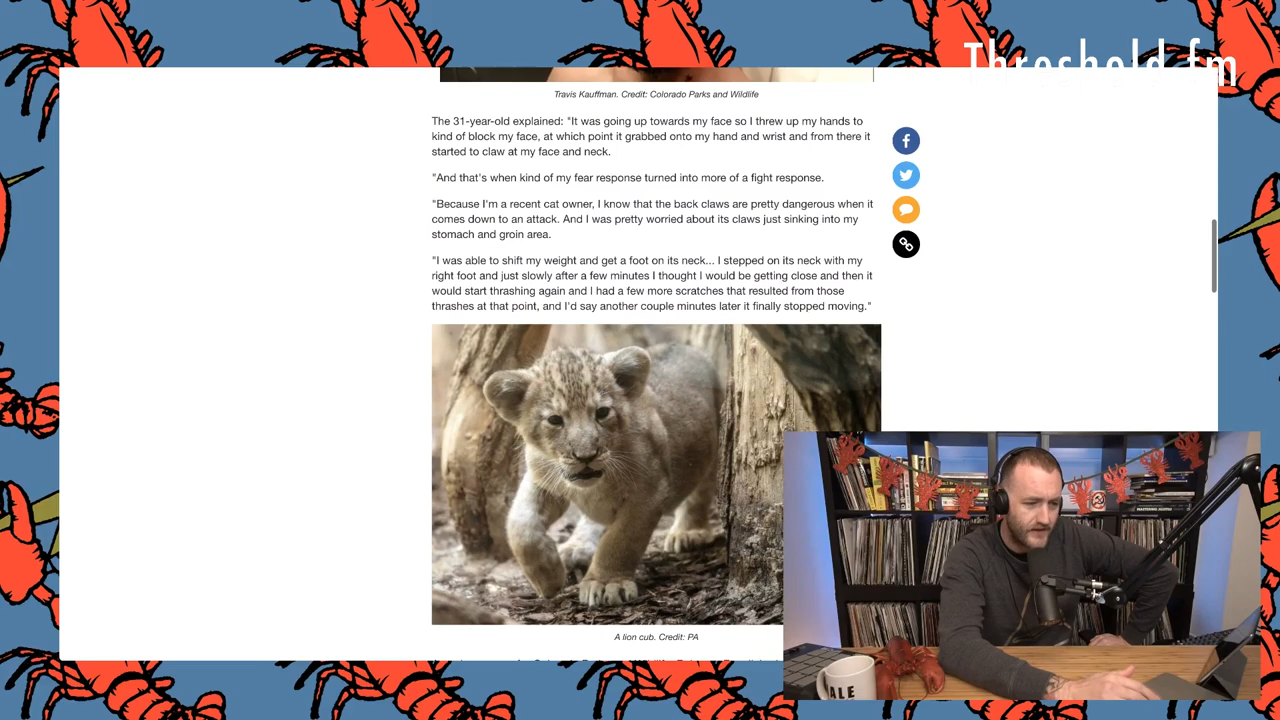 Threshold.fm
Travis Kauffman. Credit: Colorado Parks and Wildlife
The 31-year-old explained: "It was going up towards my face so I threw up my hands to
kind of block my face, at which point it grabbed onto my hand and wrist and from there it
started to claw at my face and neck.
"And that's when kind of my fear response turned into more of a fight response.
"Because I'm a recent cat owner, I know that the back claws are pretty dangerous when it
comes down to an attack. And I was pretty worried about its claws just sinking into my
stomach and groin area.
"I was able to shift my weight and get a foot on its neck... I stepped on its neck with my
right foot and just slowly after a few minutes I thought I would be getting close and then it
would start thrashing again and I had a few more scratches that resulted from those
thrashes at that point, and I'd say another couple minutes later it finally stopped moving."
A lion cub. Credit: PA
ALE